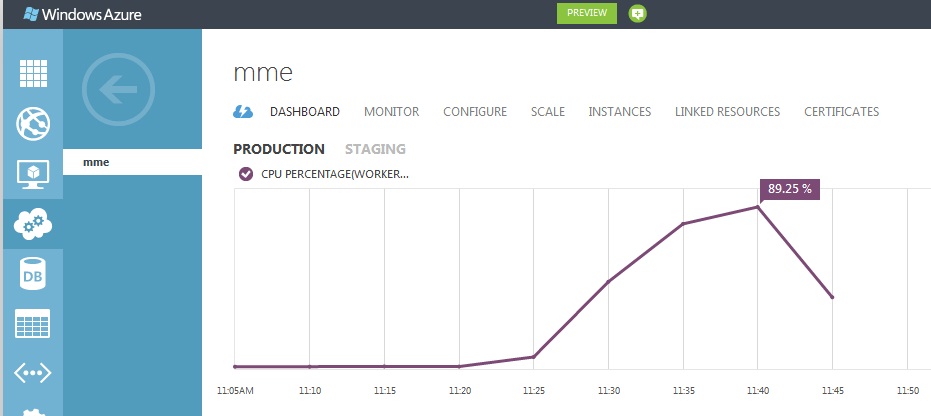 Windows Azure
PREVIEW
mme
DASHBOARD MONITOR CONFIGURE SCALE INSTANCES LINKED RESOURCES CERTIFICATES
PRODUCTION STAGING
mme
CPU PERCENTAGE(WORKER...
89.25 %
DB
11:05AM 11:10 11:15 11:20 11:25 11:30 11:35 11:40 11:45 11:50